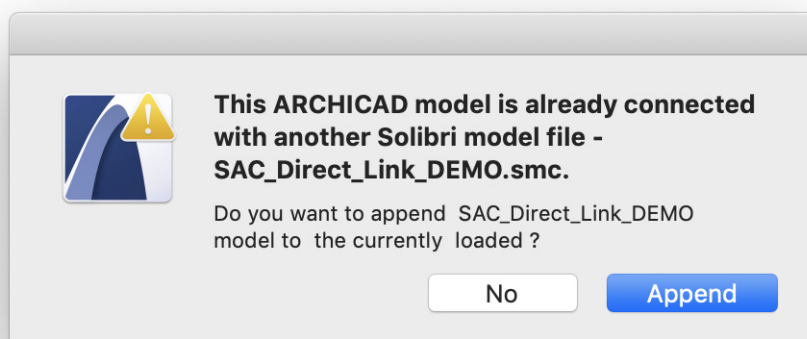 This ARCHICAD model is already connected
with another Solibri model file -
SAC_Direct_Link_DEMO.smc.
Do you want to append  SAC_Direct_Link_DEMO
model to  the currently  loaded ?
No
Append